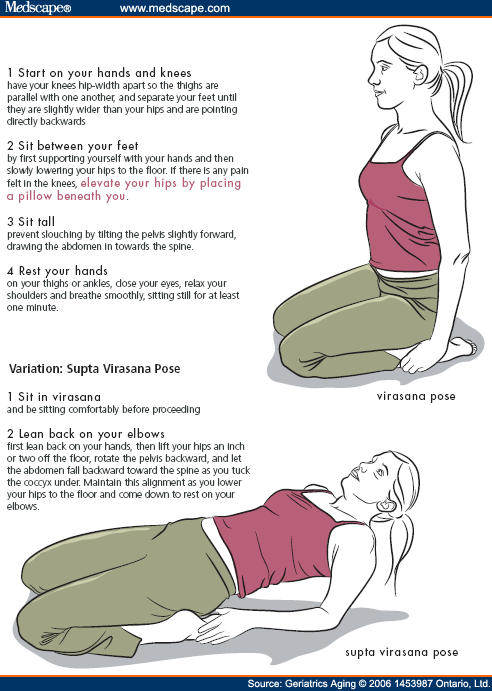 Medscape® www.medscape.com
1 Start on your hands and knees
have your knees hip-width apart so the thighs are
parallel with one another, and separate your feet until
they are slightly wider than your hips and are pointing
directly backwards
2 Sit between your feet
by first supporting yourself with your hands and then
slowly lowering your hips to the floor. If there is any pain
felt in the knees, elevate your hips by placing
a pillow beneath you.
3 Sit tall
prevent slouching by tilting the pelvis slightly forward,
drawing the abdomen in towards the spine.
4 Rest your hands
on your thighs or ankles, close your eyes, relax your
shoulders and breathe smoothly, sitting still for at least
one minute.
virasana pose
Variation: Supta Virasana Pose
1 Sit in virasana
and be sitting comfortably before proceeding
2 Lean back on your elbows
first lean back on your hands, then lift your hips an inch
or two off the floor, rotate the pelvis backward, and let
the abdomen fall backward toward the spine as you tuck
the coccyx under. Maintain this alignment as you lower
your hips to the floor and come down to rest on your
elbows.
supta virasana pose
Source: Geriatrics Aging © 2006 1453987 Ontario, Ltd.